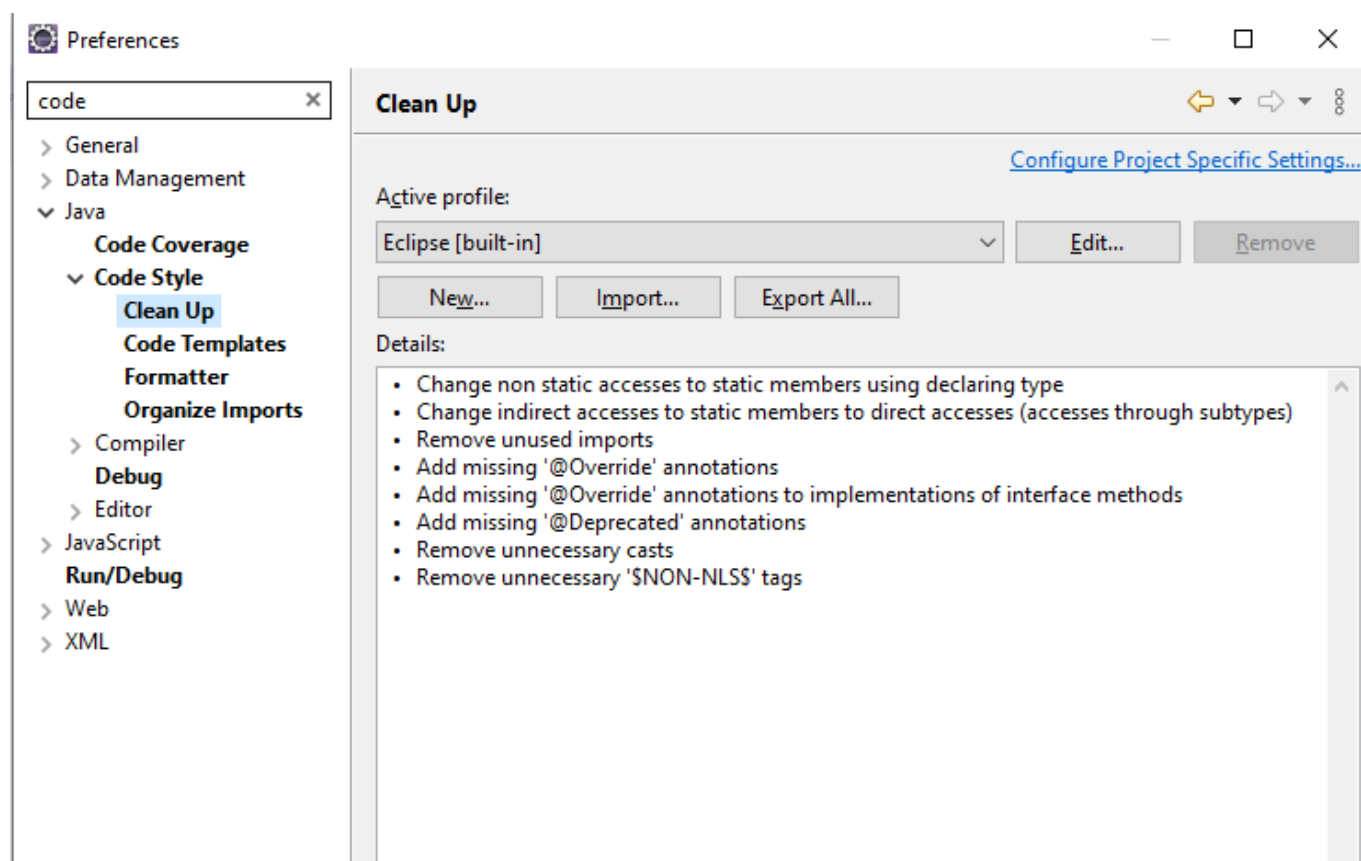 Preferences
code
General
Data Management
Java
Code Coverage
Code Style
Clean Up
Code Templates
Formatter
Organize Imports
Compiler
Debug
Editor
JavaScript
Run/Debug
Web
XML
Clean Up
Configure Project Specific Settings...
Active profile:
Eclipse [built-in]
Edit...
Remove
New...
Import...
Export All...
Details:
• Change non static accesses to static members using declaring type
• Change indirect accesses to static members to direct accesses (accesses through subtypes)
• Remove unused imports
• Add missing '@Override' annotations
• Add missing '@Override' annotations to implementations of interface methods
• Add missing '@Deprecated' annotations
• Remove unnecessary casts
• Remove unnecessary '$NON-NLS$' tags